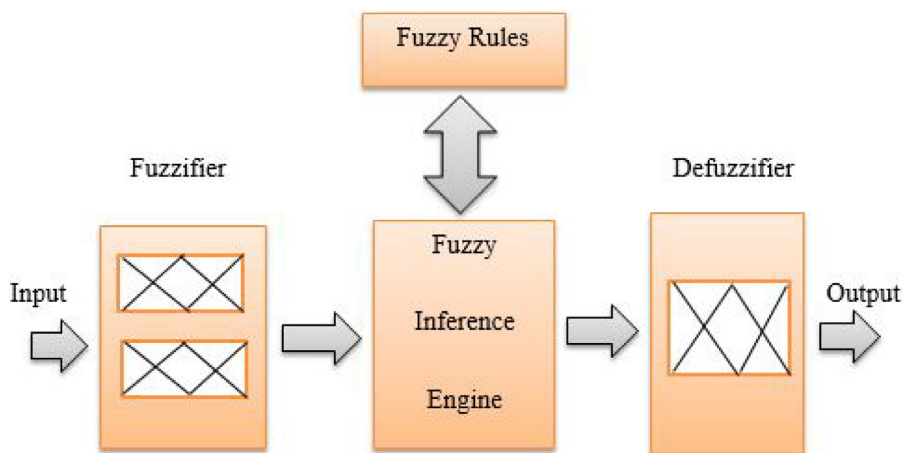 Fuzzy Rules
Fuzzifier
Defuzzifier
Input
Fuzzy
Inference
Engine
Output